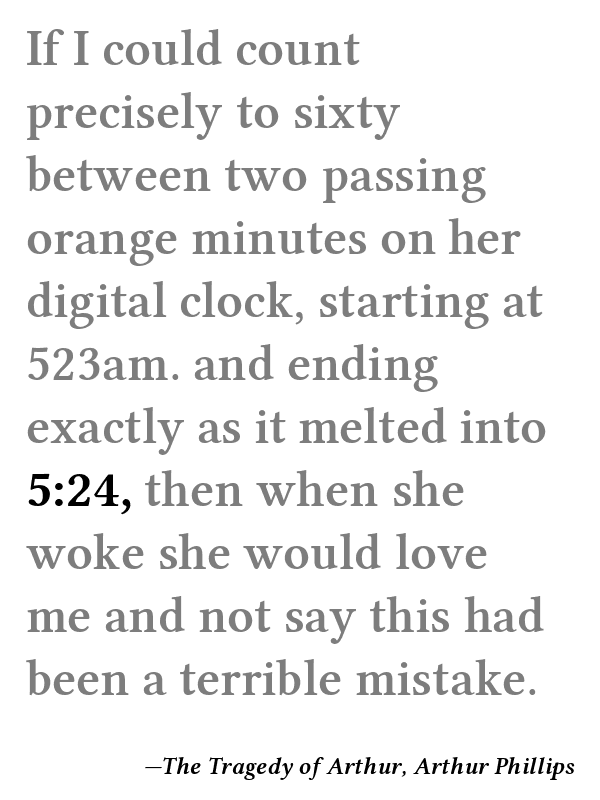 If I could count
precisely to sixty
between two passing
orange minutes on her
digital clock, starting at
523am. and ending
exactly as it melted into
5:24, then when she
woke she would love
me and not say this had
been a terrible mistake.
—The Tragedy of Arthur, Arthur Phillips